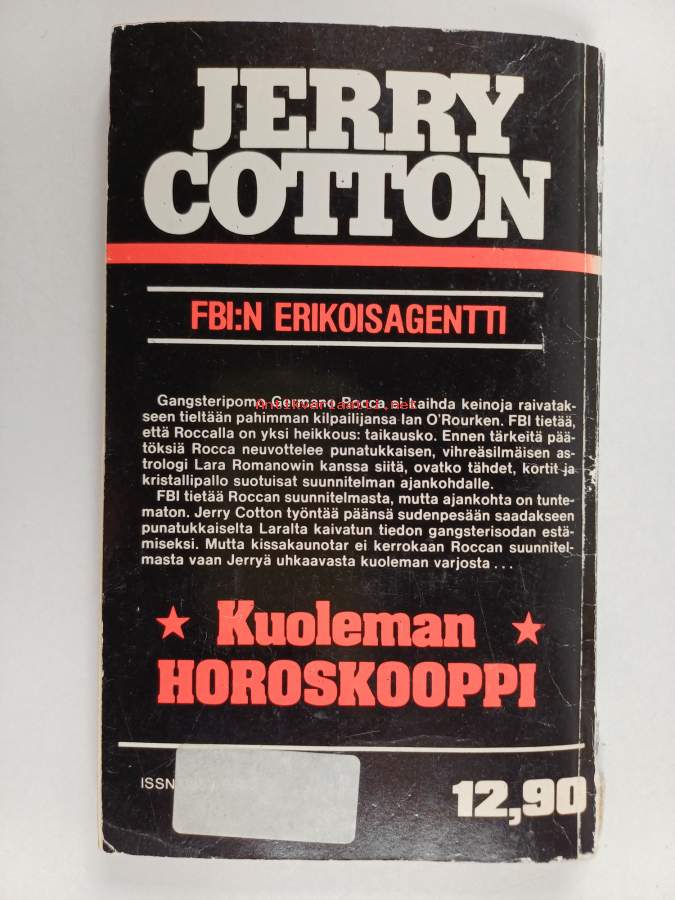 JERRY
COTTON
FBI:N ERIKOISAGENTTI
Gangsteripomo Germano Rocca ei kaihda keinoja raivatak-
antikvariaatti.net
seen tieltään pahimman kilpailijansa Ian O'Rourken. FBI tietää,
että Roccalla on yksi heikkous: taikausko. Ennen tärkeitä pää-
töksiä Rocca neuvottelee punatukkaisen, vihreäsilmäisen as-
trologi Lara Romanowin kanssa siitä, ovatko tähdet, kortit ja
kristallipallo suotuisat suunnitelman ajankohdalle.
FBI tietää Roccan suunnitelmasta, mutta ajankohta on tunte-
maton. Jerry Cotton työntää päänsä sudenpesään saadakseen
punatukkaiselta Laralta kaivatun tiedon gangsterisodan estä-
miseksi. Mutta kissakaunotar ei kerrokaan Roccan suunnitel-
masta vaan Jerryä uhkaavasta kuoleman varjosta ...
★ Kuoleman ★
HOROSKOOPPI
ISSN
12,90